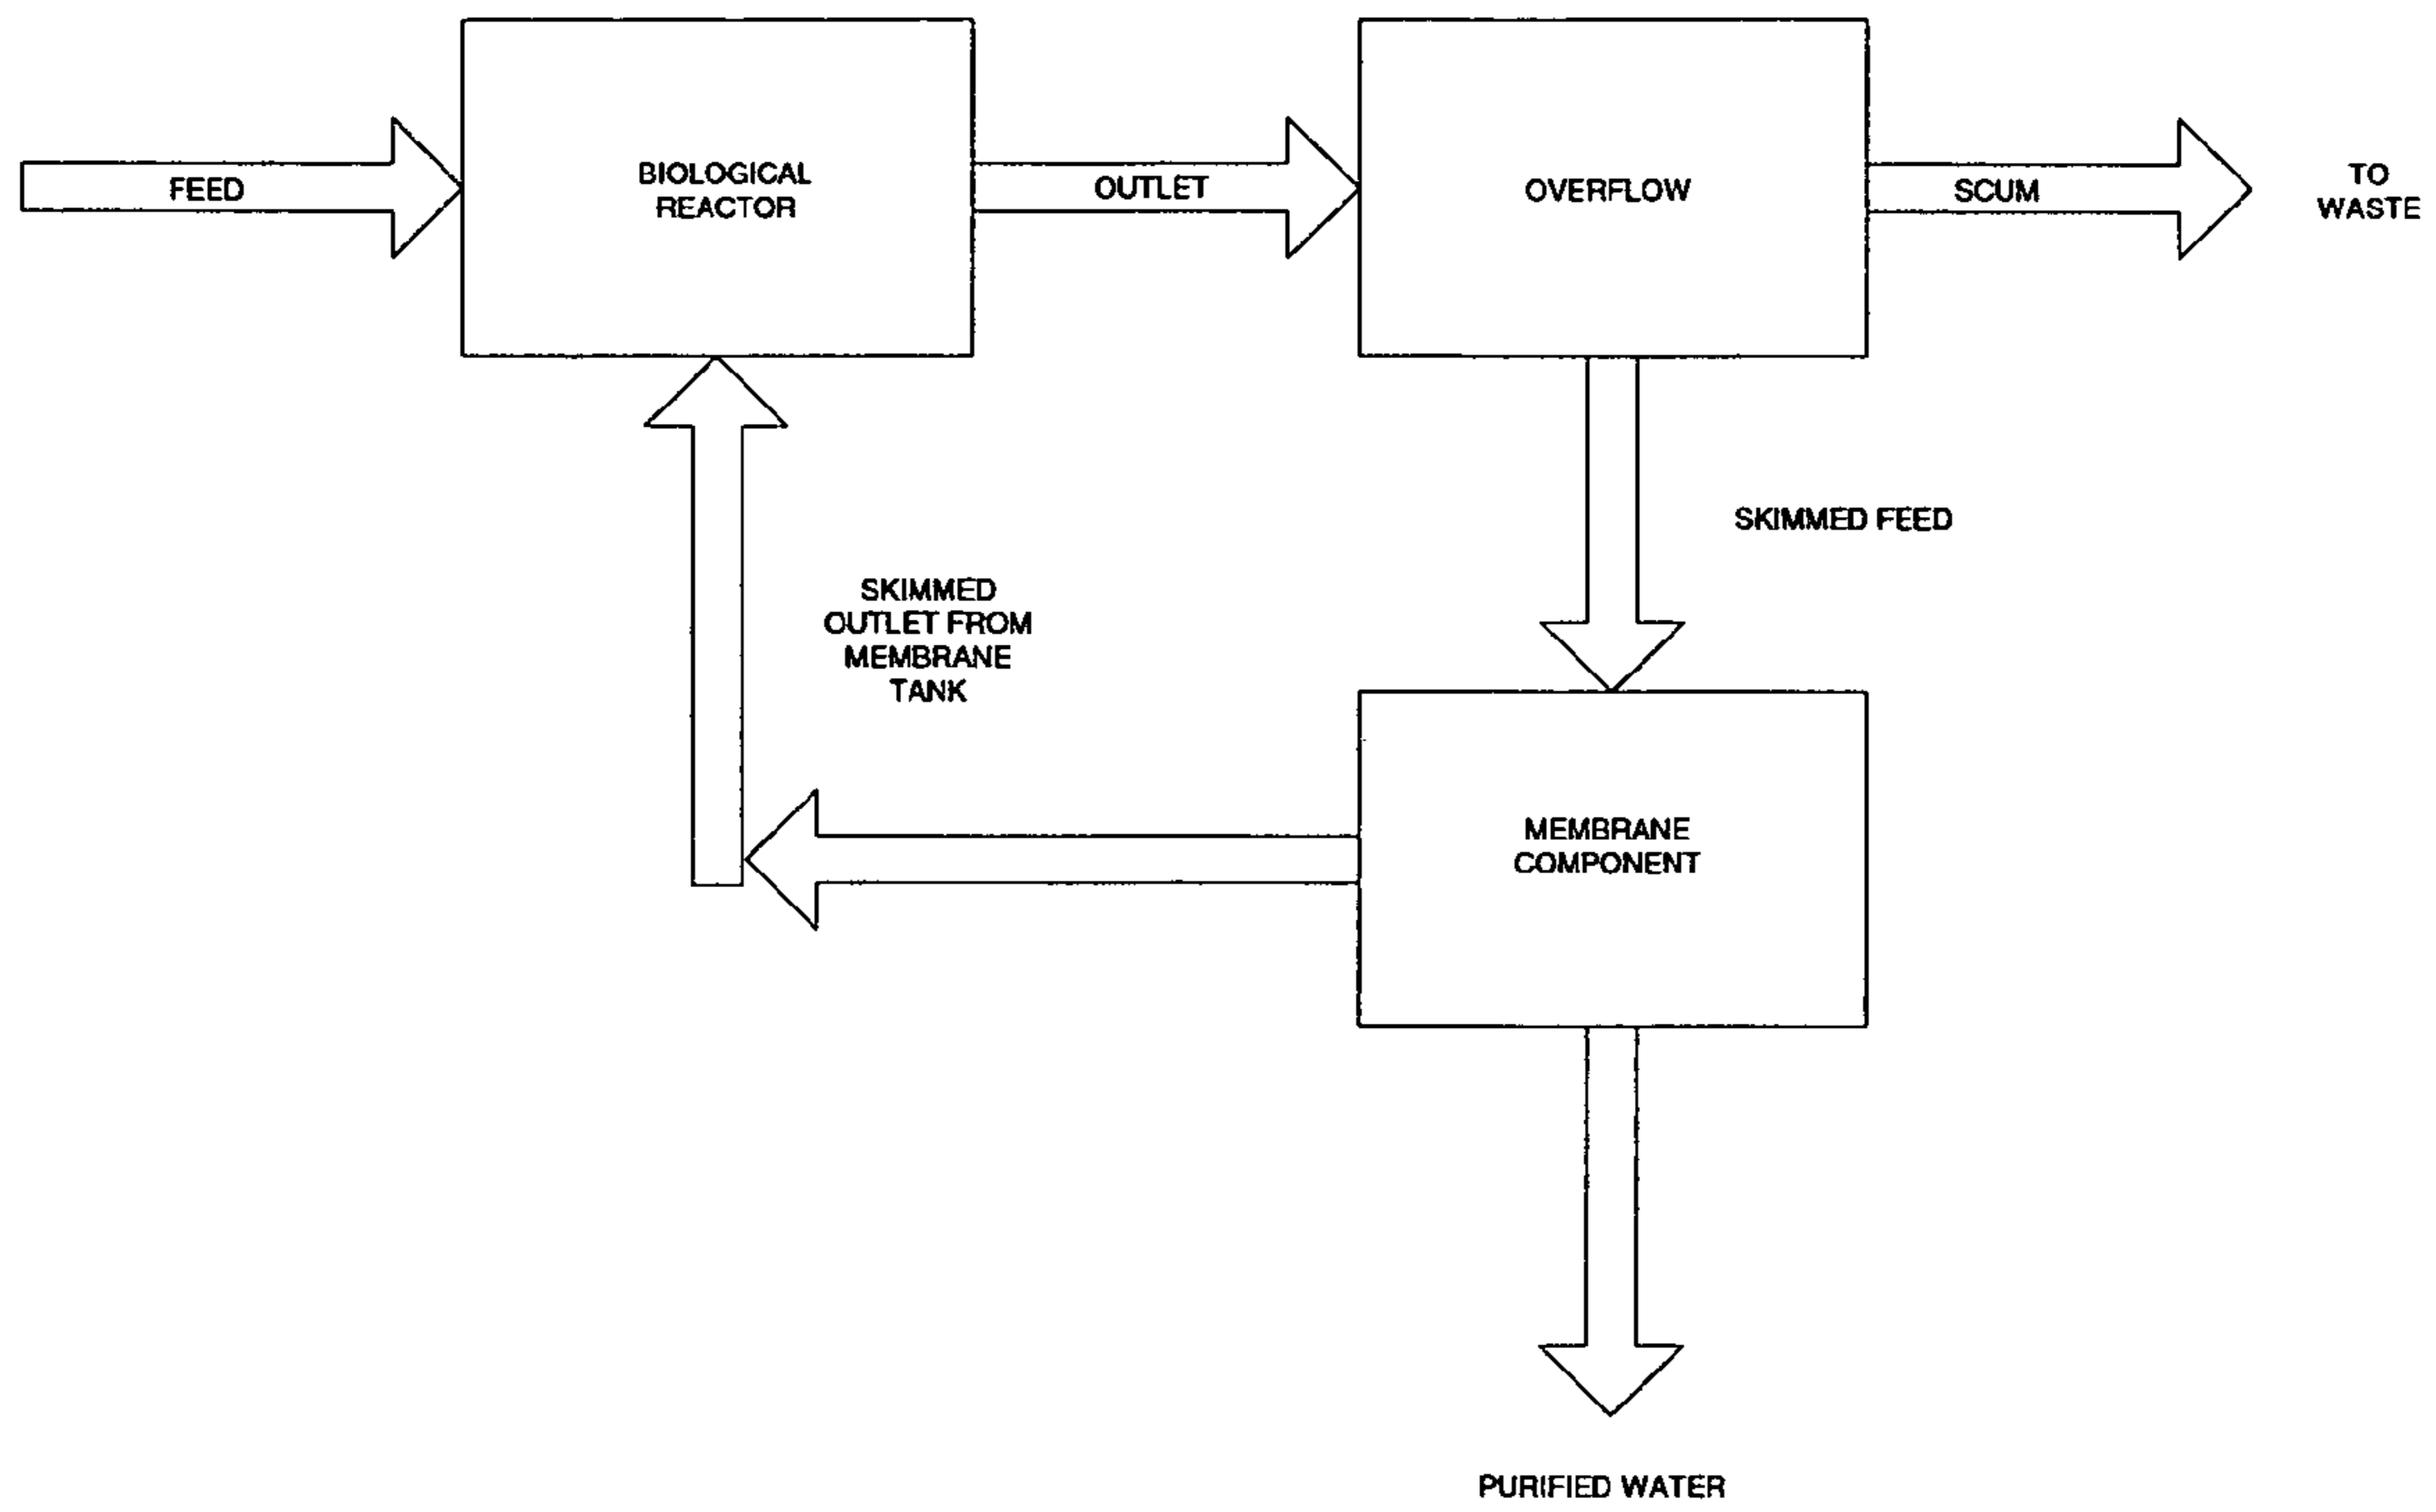 FEED
BIOLOGICAL
REACTOR
OUTLET
OVERFLOW
SCUM
TO
WASTE
SKIMMED FEED
SKIMMED
OUTLET FROM
MEMBRANE
TANK
MEMBRANE
COMPONENT
PURIFIED WATER